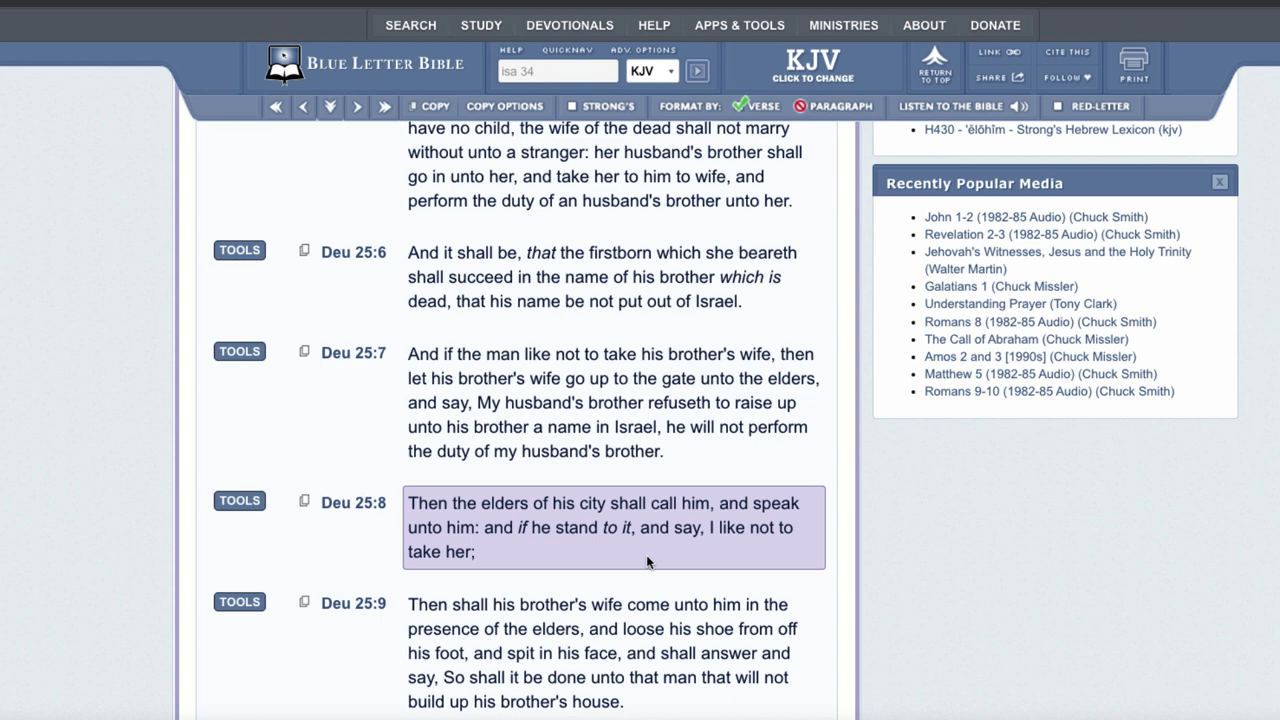 SEARCH STUDY DEVOTIONALS HELP APPS & TOOLS MINISTRIES ABOUT DONATE
BLUE LETTER BIBLE
HELP QUICKNAV ADV. OPTIONS
isa 34 KJV
KJV
CLICK TO CHANGE
RETURN
TO TOP
LINK
SHARE
CITE THIS
FOLLOW
PRINT
COPY COPY OPTIONS STRONG'S FORMAT BY: VERSE PARAGRAPH LISTEN TO THE BIBLE RED-LETTER
have no child, the wife of the dead shall not marry
without unto a stranger: her husband's brother shall
go in unto her, and take her to him to wife, and
perform the duty of an husband's brother unto her.
TOOLS Deu 25:6 And it shall be, that the firstborn which she beareth
shall succeed in the name of his brother which is
dead, that his name be not put out of Israel.
TOOLS Deu 25:7 And if the man like not to take his brother's wife, then
let his brother's wife go up to the gate unto the elders,
and say, My husband's brother refuseth to raise up
unto his brother a name in Israel, he will not perform
the duty of my husband's brother.
TOOLS Deu 25:8 Then the elders of his city shall call him, and speak
unto him: and if he stand to it, and say, I like not to
take her;
TOOLS Deu 25:9 Then shall his brother's wife come unto him in the
presence of the elders, and loose his shoe from off
his foot, and spit in his face, and shall answer and
say, So shall it be done unto that man that will not
build up his brother's house.
H430 - 'ĕlōhîm - Strong's Hebrew Lexicon (kjv)
Recently Popular Media X
John 1-2 (1982-85 Audio) (Chuck Smith)
Revelation 2-3 (1982-85 Audio) (Chuck Smith)
Jehovah's Witnesses, Jesus and the Holy Trinity
(Walter Martin)
Galatians 1 (Chuck Missler)
Understanding Prayer (Tony Clark)
Romans 8 (1982-85 Audio) (Chuck Smith)
The Call of Abraham (Chuck Missler)
Amos 2 and 3 [1990s] (Chuck Missler)
Matthew 5 (1982-85 Audio) (Chuck Smith)
Romans 9-10 (1982-85 Audio) (Chuck Smith)